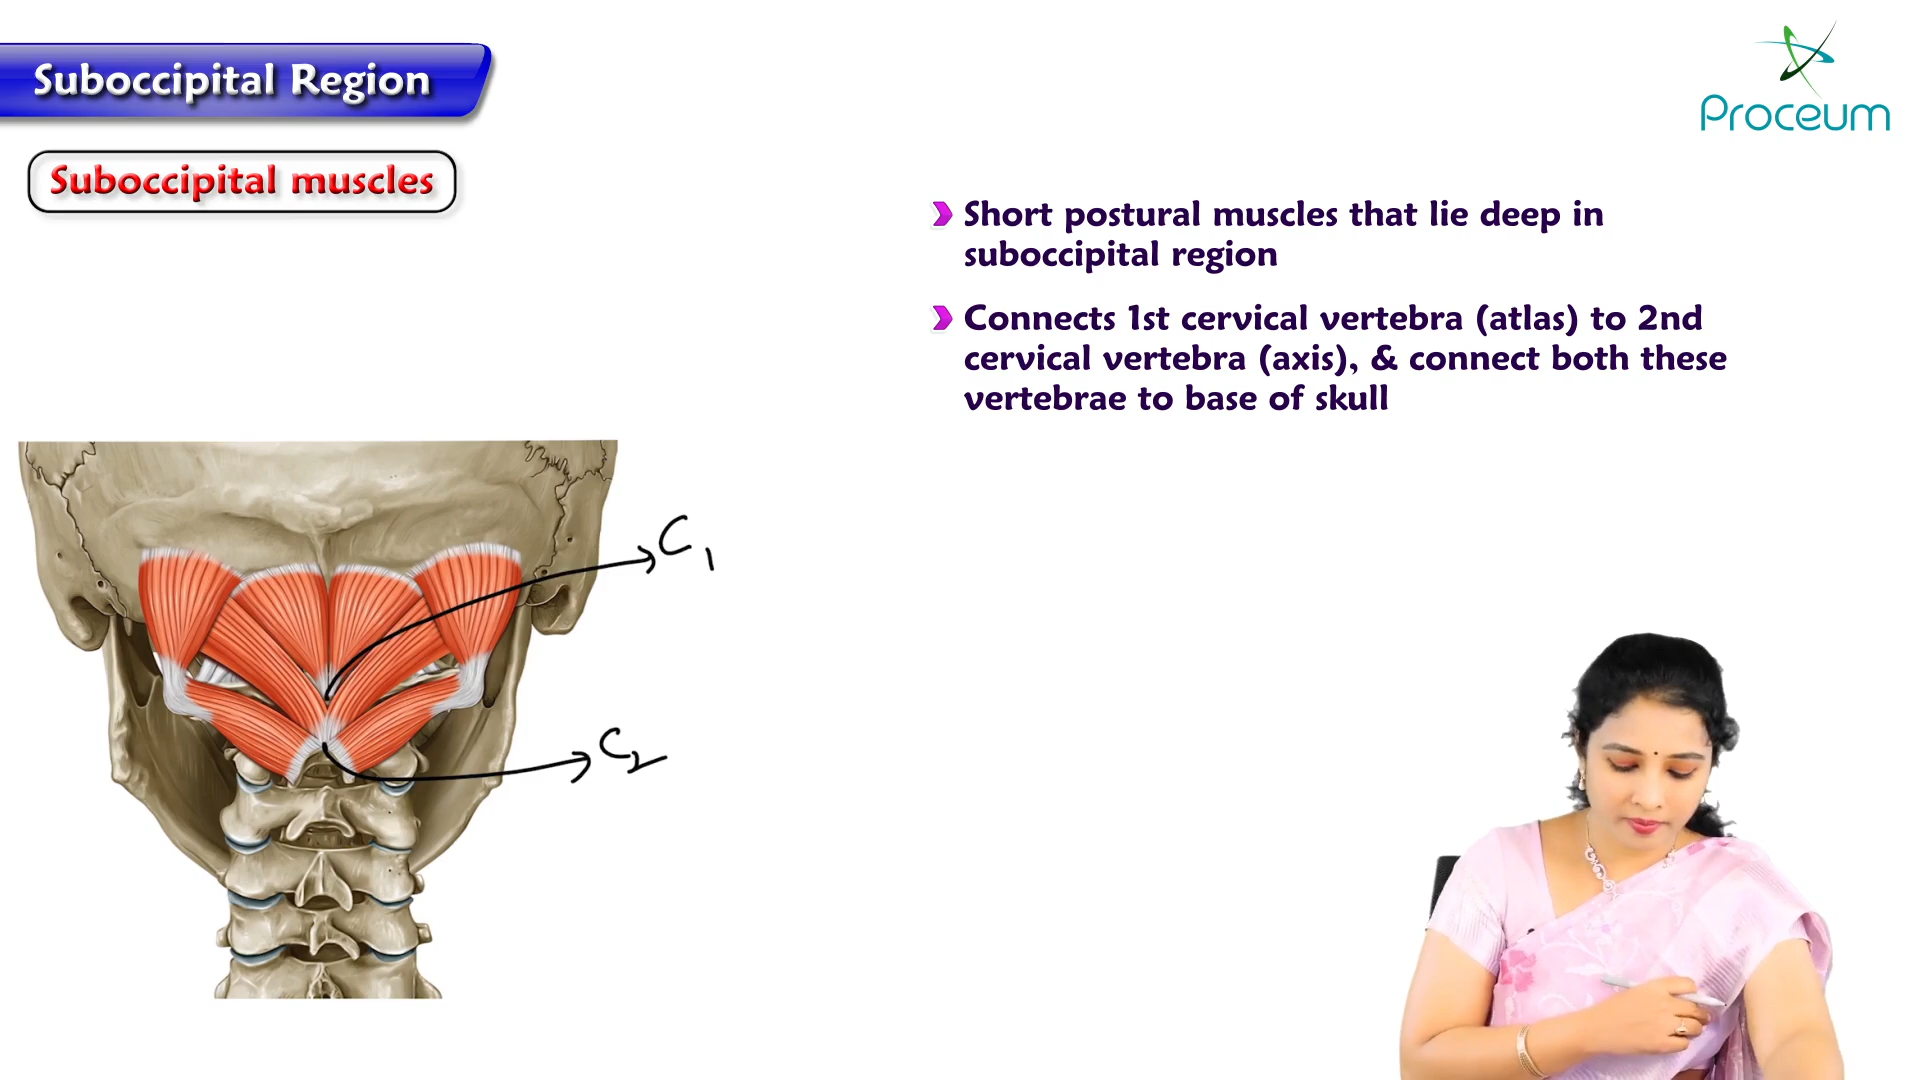 Suboccipital Region
Proceum
Suboccipital muscles
Short postural muscles that lie deep in
suboccipital region
Connects 1st cervical vertebra (atlas) to 2nd
cervical vertebra (axis), & connect both these
vertebrae to base of skull
C1
C2